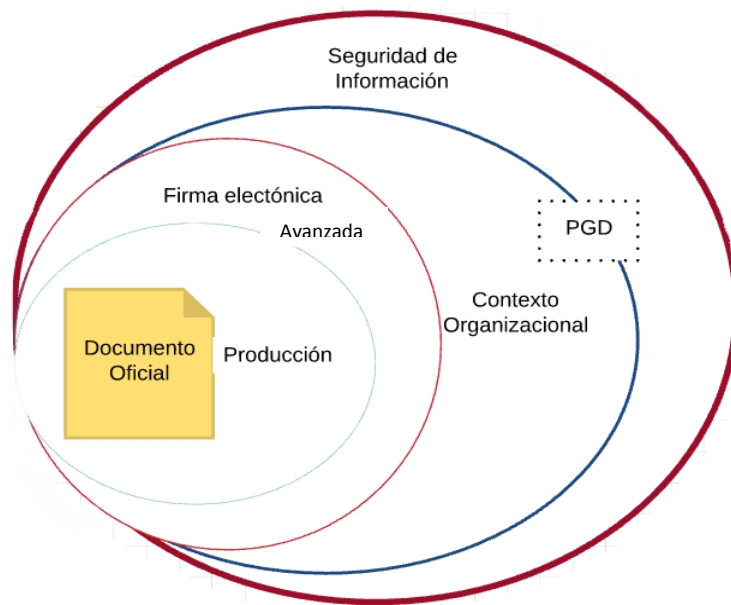 Seguridad de
Información
Firma electónica
Avanzada
PGD
Contexto
Organizacional
Documento
Oficial
Producción